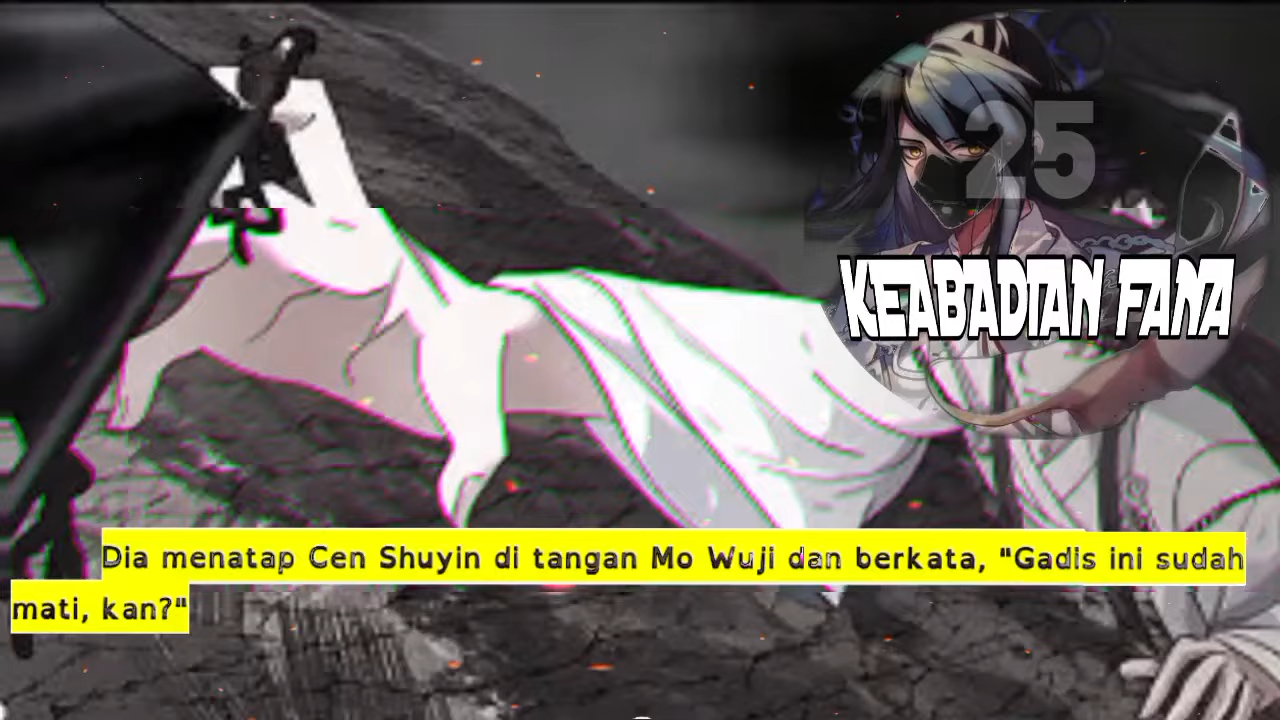 25
KEABADIAN FANA
Dia menatap Cen Shuyin di tangan Mo Wuji dan berkata, "Gadis ini sudah
mati, kan?"